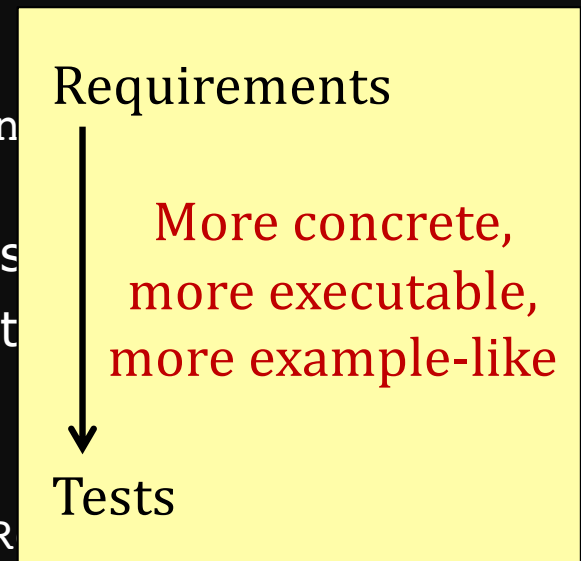 Requirements
More concrete,
more executable,
more example-like
Tests